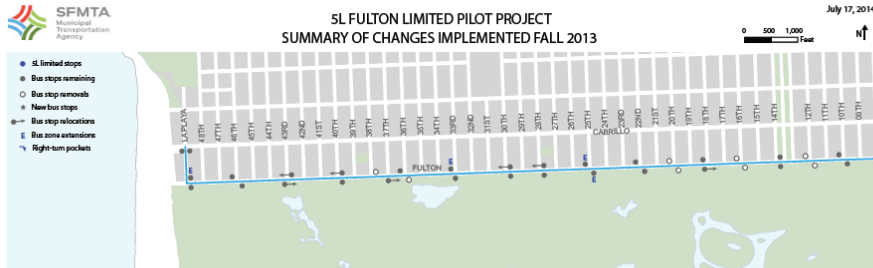 SFMTA
Municipal
Transportation
Agency
5L FULTON LIMITED PILOT PROJECT
SUMMARY OF CHANGES IMPLEMENTED FALL 2013
July 17, 2014
0 500 1,000
Feet
N
5L limited stops
Bus stops remaining
Bus stop removals
New bus stops
Bus stop relocations
E Bus zone extensions
Right-turn pockets
LA PLAYA
48TH
47TH
46TH
45TH
44TH
43RD
42ND
41ST
40TH
39TH
38TH
37TH
36TH
35TH
34TH
33RD
32ND
31ST
30TH
29TH
28TH
27TH
26TH
25TH
24TH
23RD
22ND
21ST
20TH
19TH
18TH
17TH
16TH
15TH
14TH
12TH
11TH
10TH
09TH
CABRILLO
FULTON
E
E
E
E